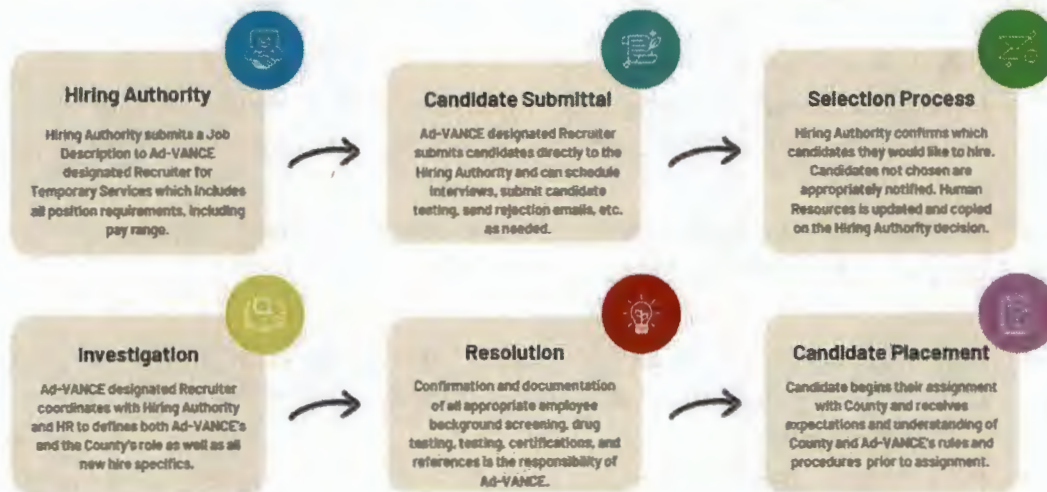 Hiring Authority
Hiring Authority submits a Job
Description to Ad-VANCE
designated Recruiter for
Temporary Services which includes
all position requirements, including
pay range.
Candidate Submittal
Ad-VANCE designated Recruiter
submits candidates directly to the
Hiring Authority and can schedule
interviews, submit candidate
testing, send rejection emails, etc.
as needed.
Selection Process
Hiring Authority confirms which
candidates they would like to hire.
Candidates not chosen are
appropriately notified. Human
Resources is updated and copied
on the Hiring Authority decision.
Investigation
Ad-VANCE designated Recruiter
coordinates with Hiring Authority
and HR to defines both Ad-VANCE's
and the County's role as well as all
new hire specifics.
Resolution
Confirmation and documentation
of all appropriate employee
background screening, drug
testing, testing, certifications, and
references is the responsibility of
Ad-VANCE.
Candidate Placement
Candidate begins their assignment
with County and receives
expectations and understanding of
County and Ad-VANCE's rules and
procedures prior to assignment.